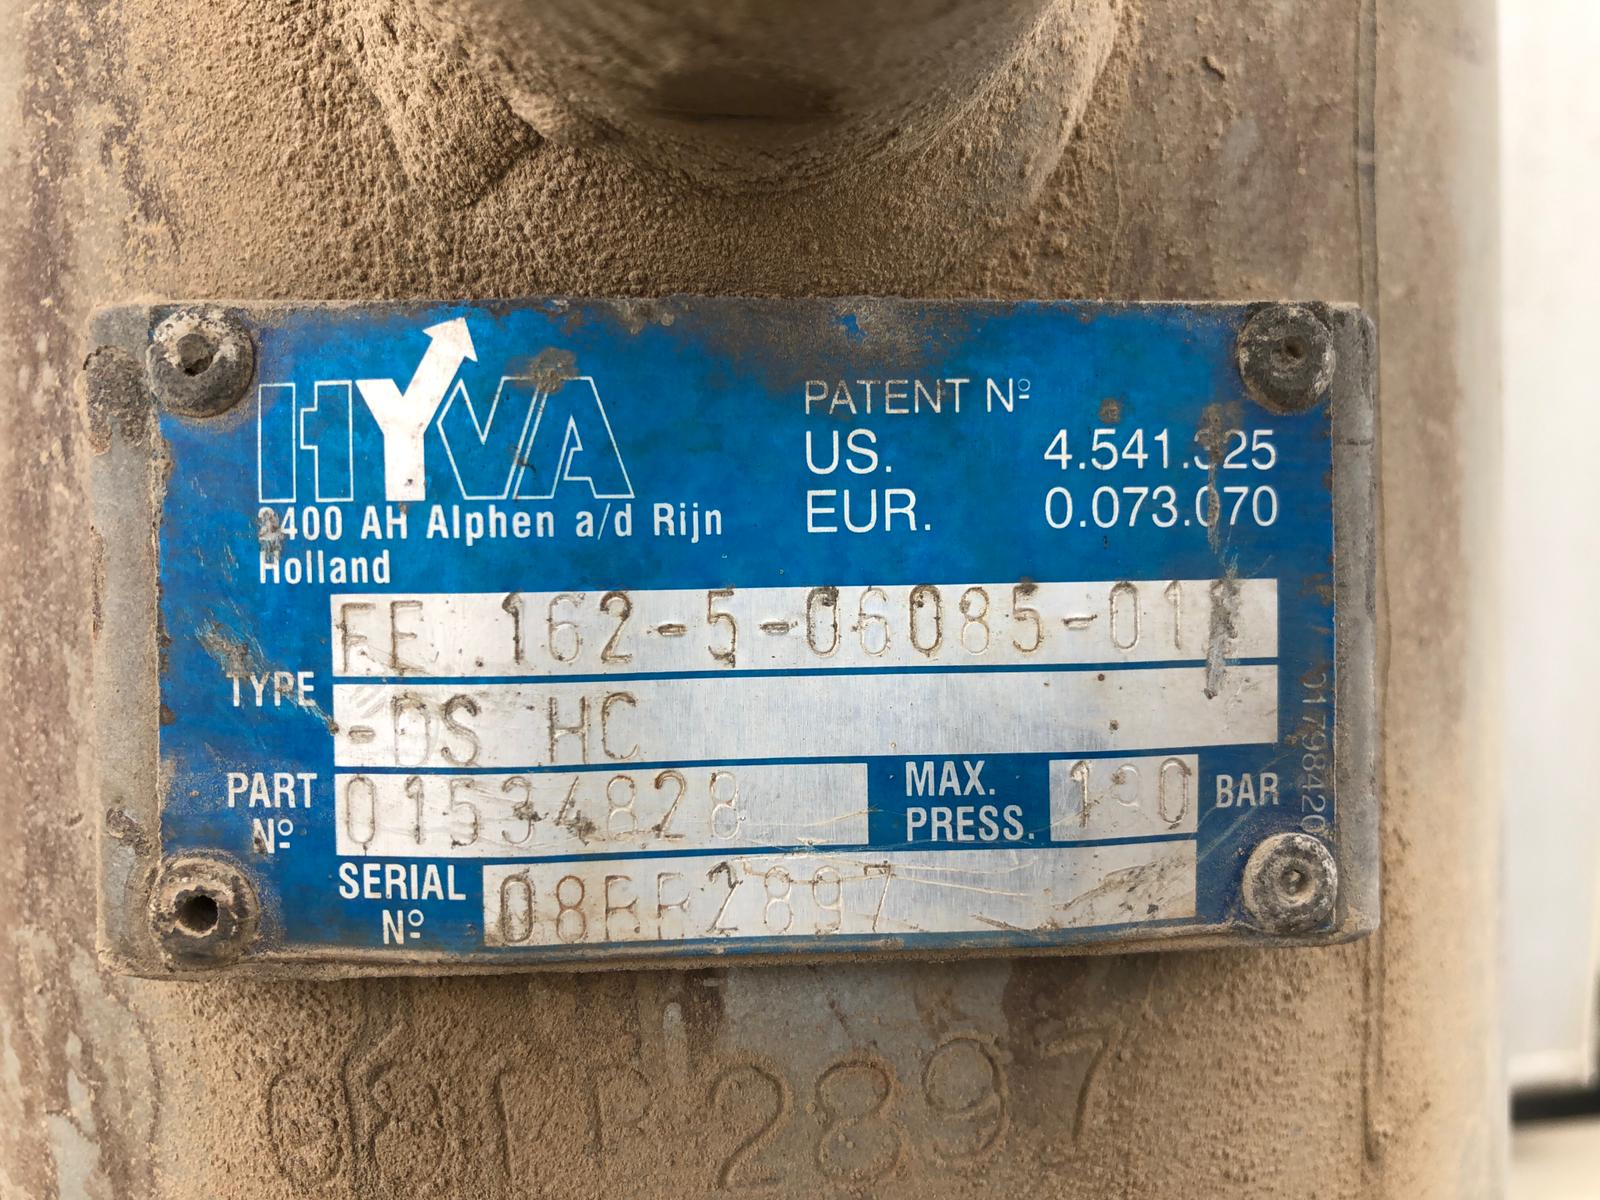 HYVA
2400 AH Alphen a/d Rijn
Holland
PATENT Nº
US. 4.541.325
EUR. 0.073.070
TYPE FE 162-5-06085-01
-DS HC
PART Nº 01534828
MAX. PRESS. BAR
SERIAL Nº